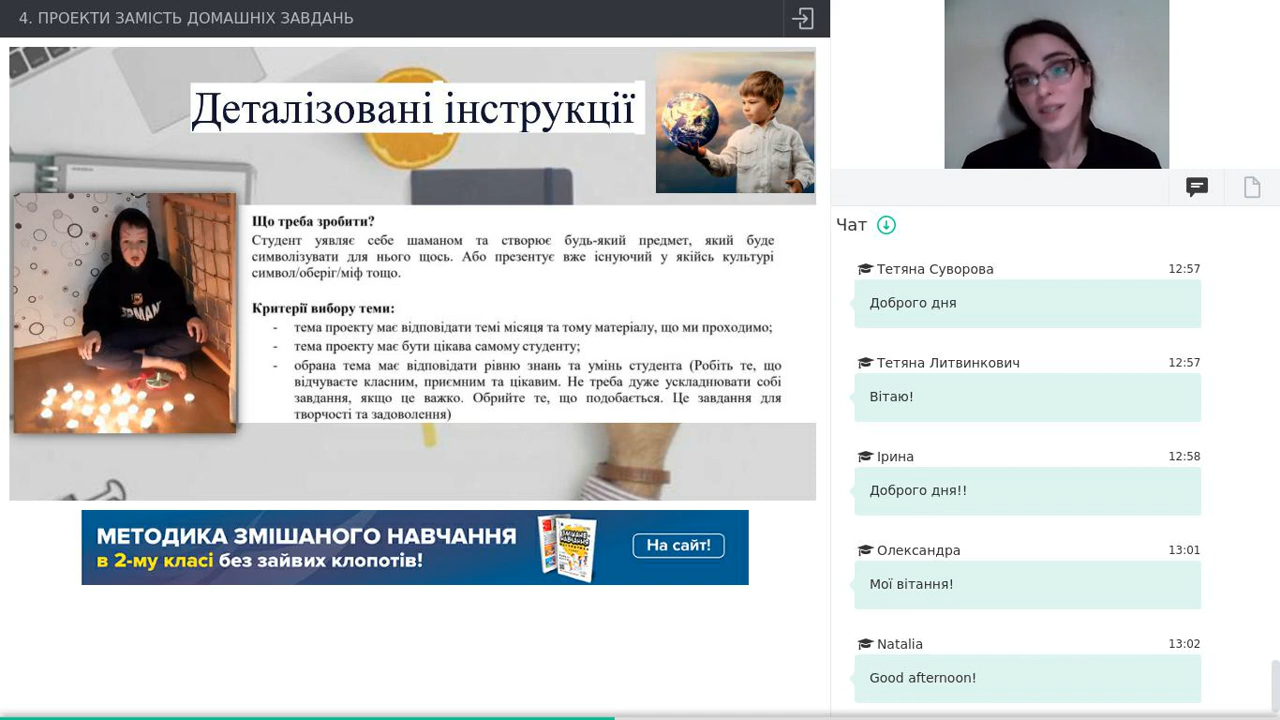 4. ПРОЕКТИ ЗАМІСТЬ ДОМАШНІХ ЗАВДАНЬ
Деталізовані інструкції
Що треба зробити?
Студент уявляє себе шаманом та створює будь-який предмет, який буде
символізувати для нього щось. Або презентує вже існуючий у якійсь культурі
символ/оберіг/міф тощо.
Критерії вибору теми:
- тема проекту має відповідати темі місяця та тому матеріалу, що ми проходимо;
- тема проекту має бути цікава самому студенту;
- обрана тема має відповідати рівню знань та умінь студента (Робіть те, що
відчуваєте класним, приємним та цікавим. Не треба дуже ускладнювати собі
завдання, якщо це важко. Обрийте те, що подобається. Це завдання для
творчості та задоволення)
МЕТОДИКА ЗМІШАНОГО НАВЧАННЯ
в 2-му класі без зайвих клопотів!
На сайт!
Чат
Тетяна Суворова 12:57
Доброго дня
Тетяна Литвинкович 12:57
Вітаю!
Ірина 12:58
Доброго дня!!
Олександра 13:01
Мої вітання!
Natalia 13:02
Good afternoon!